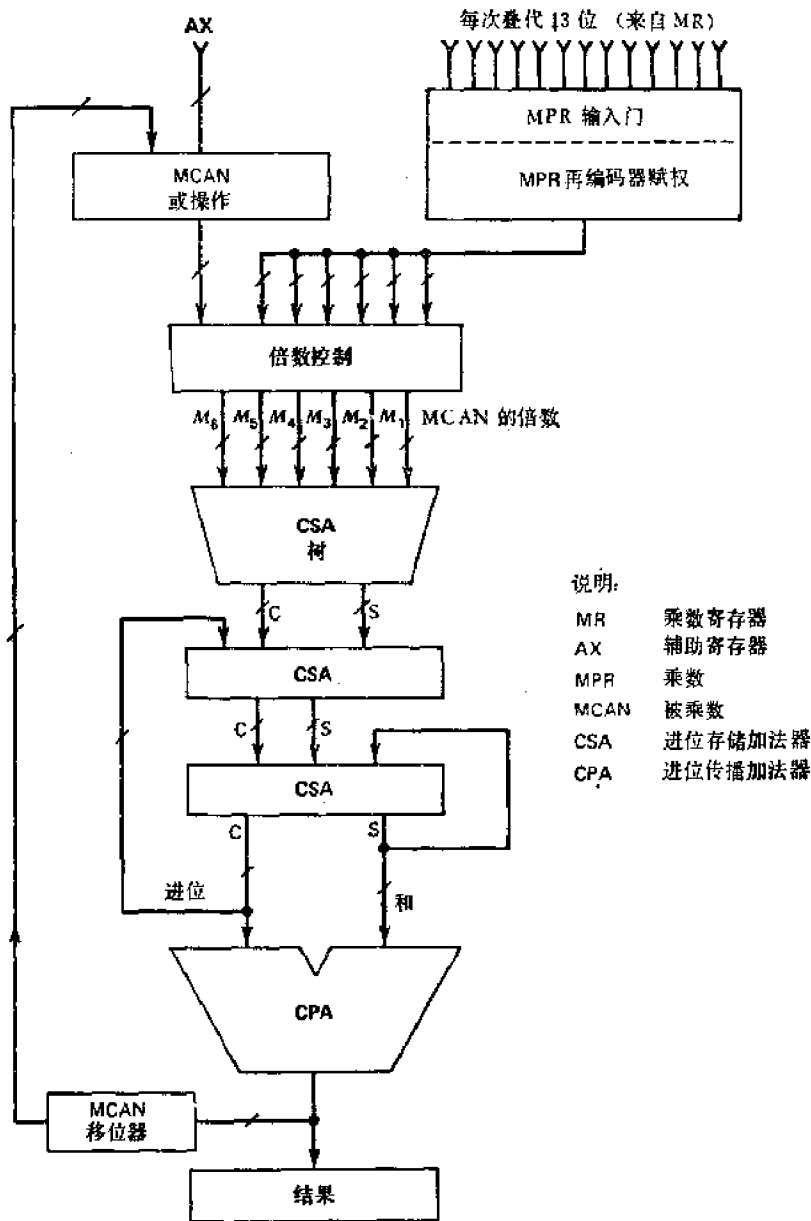 AX
每次叠代 13位 (来自MR)
MPR 输入门
MPR 再编码器赋权
MCAN
或操作
倍数控制
M₆ M₅ M₄ M₃ M₂ M₁ MCAN 的倍数
CSA
树
C S
CSA
C S
CSA
C S
进位
和
CPA
MCAN
移位器
结果
说明:
MR 乘数寄存器
AX 辅助寄存器
MPR 乘数
MCAN 被乘数
CSA 进位存储加法器
CPA 进位传播加法器